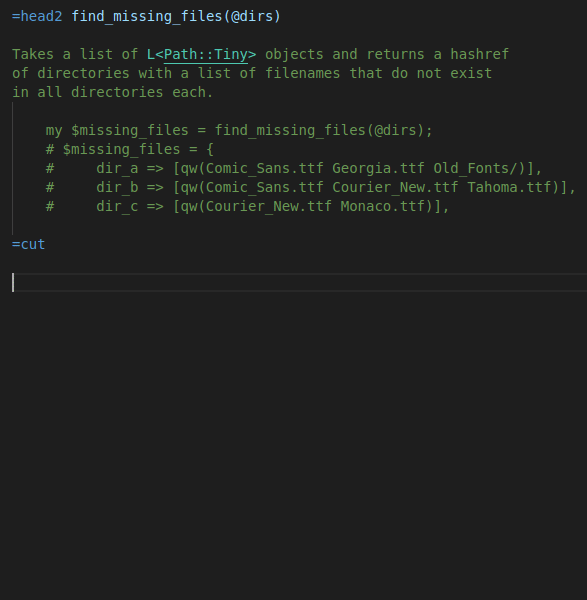 =head2 find_missing_files(@dirs)
Takes a list of L<Path::Tiny> objects and returns a hashref
of directories with a list of filenames that do not exist
in all directories each.
my $missing_files = find_missing_files(@dirs);
# $missing_files = {
#     dir_a => [qw(Comic_Sans.ttf Georgia.ttf Old_Fonts/)],
#     dir_b => [qw(Comic_Sans.ttf Courier_New.ttf Tahoma.ttf)],
#     dir_c => [qw(Courier_New.ttf Monaco.ttf)],
=cut